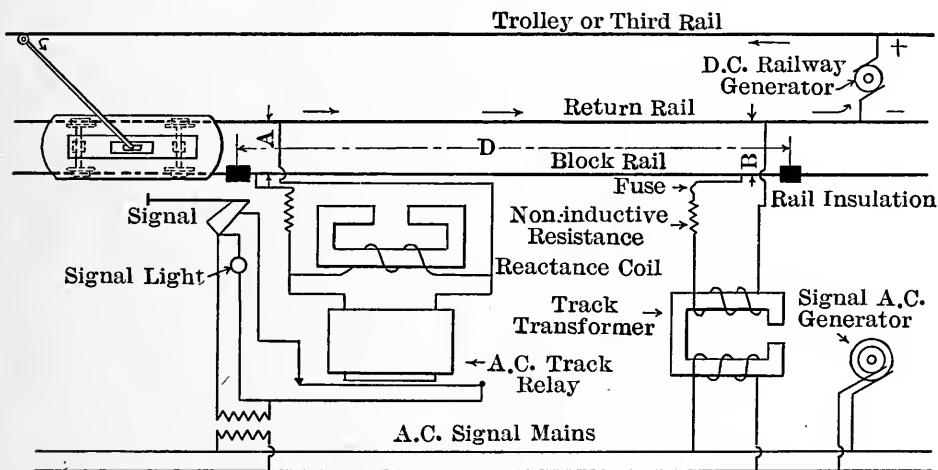 Trolley or Third Rail
+
D.C. Railway
Generator
Return Rail
−
A
D
B
Block Rail
Fuse
Rail Insulation
Signal
Non-inductive
Resistance
Reactance Coil
Signal Light
Track
Transformer
Signal A.C.
Generator
A.C. Track
Relay
A.C. Signal Mains